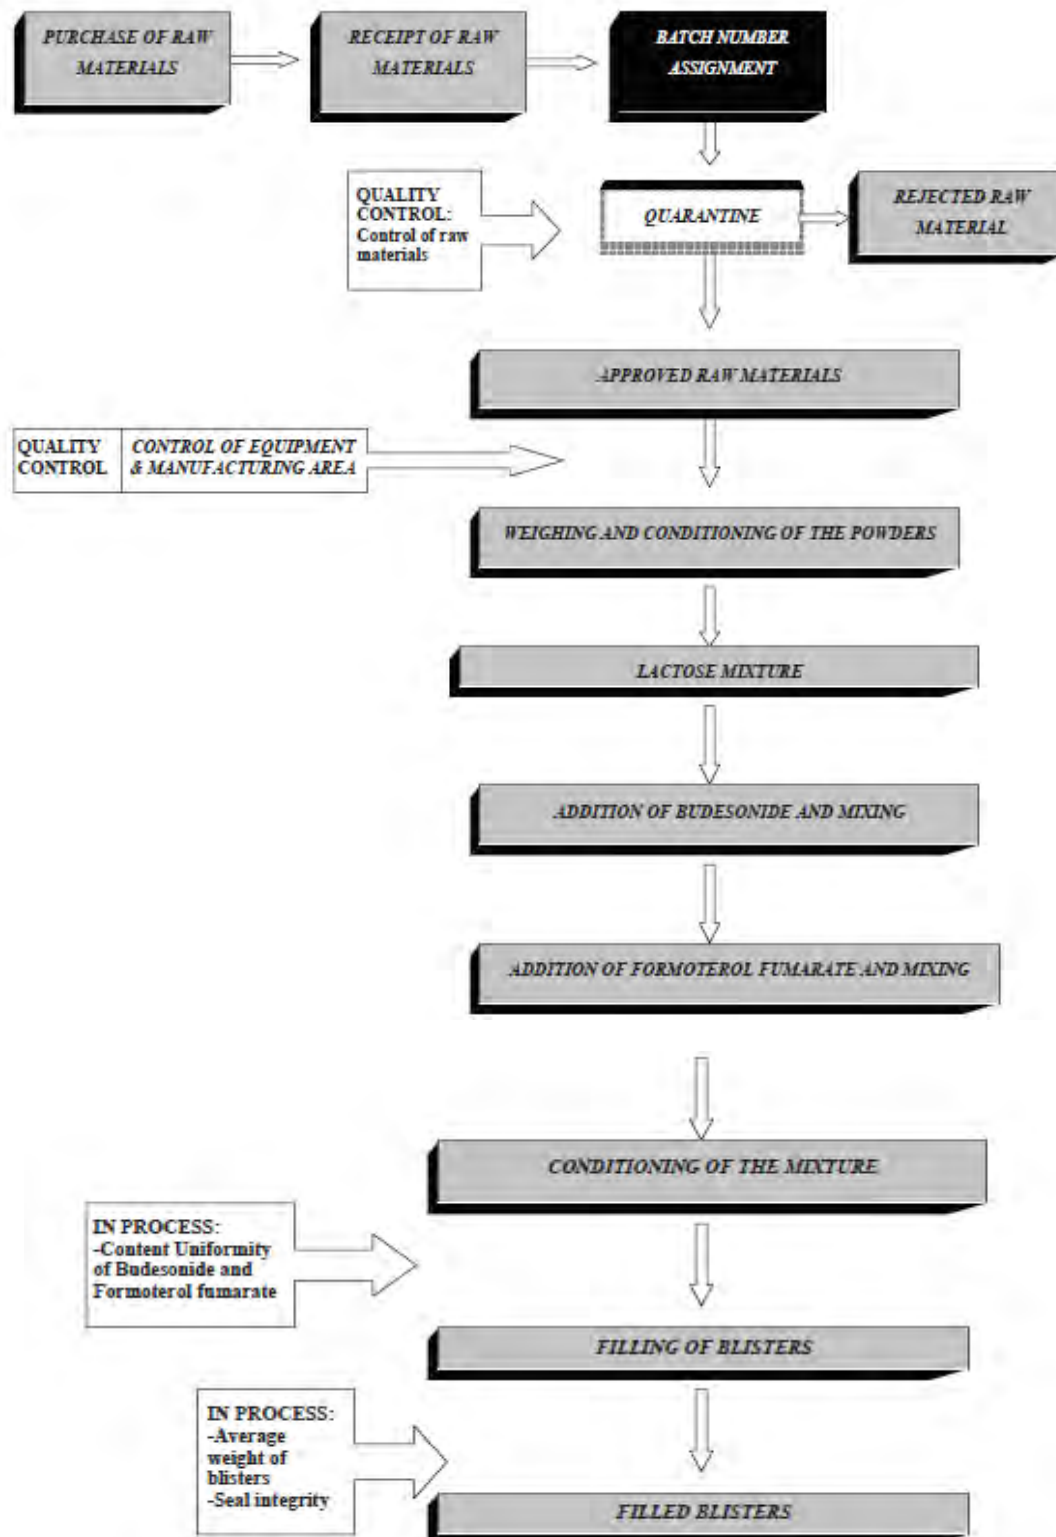 PURCHASE OF RAW
MATERIALS
RECEIPT OF RAW
MATERIALS
BATCH NUMBER
ASSIGNMENT
QUALITY
CONTROL:
Control of raw
materials
QUARANTINE
REJECTED RAW
MATERIAL
APPROVED RAW MATERIALS
QUALITY
CONTROL
CONTROL OF EQUIPMENT
& MANUFACTURING AREA
WEIGHING AND CONDITIONING OF THE POWDERS
LACTOSE MIXTURE
ADDITION OF BUDESONIDE AND MIXING
ADDITION OF FORMOTEROL FUMARATE AND MIXING
CONDITIONING OF THE MIXTURE
IN PROCESS:
-Content Uniformity
of Budesonide and
Formoterol fumarate
FILLING OF BLISTERS
IN PROCESS:
-Average
weight of
blisters
-Seal integrity
FILLED BLISTERS